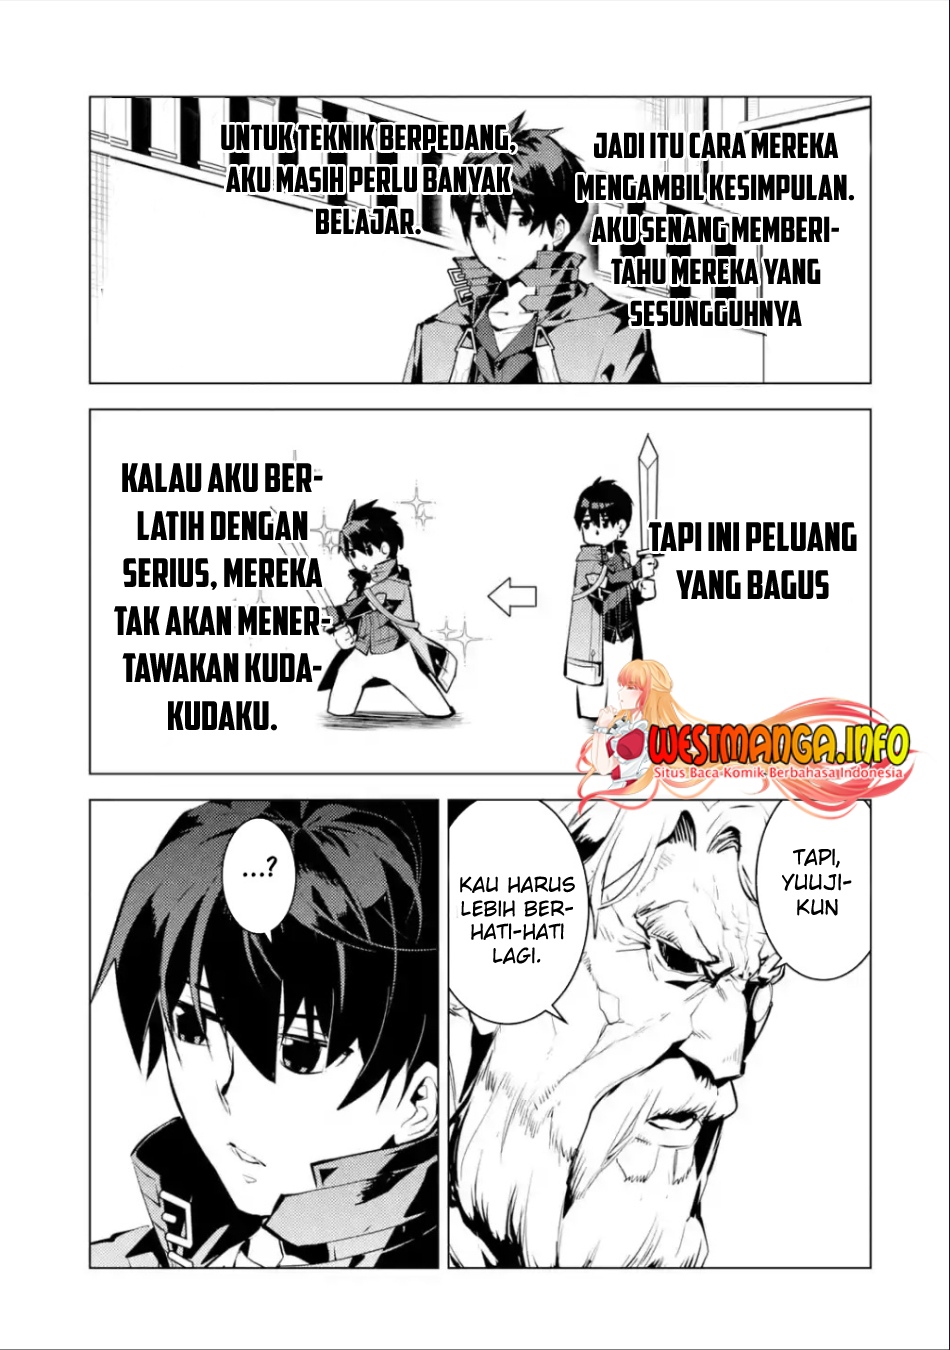 JADI ITU CARA MEREKA
MENGAMBIL KESIMPULAN.
AKU SENANG MEMBERI-
TAHU MEREKA YANG
SESUNGGUHNYA
UNTUK TEKNIK BERPEDANG,
AKU MASIH PERLU BANYAK
BELAJAR.
TAPI INI PELUANG
YANG BAGUS
KALAU AKU BER-
LATIH DENGAN
SERIUS, MEREKA
TAK AKAN MENER-
TAWAKAN KUDA-
KUDAKU.
WESTMANGA.INFO
Situs Baca Komik Berbahasa Indonesia
TAPI,
YUUJI-
KUN
KAU HARUS
LEBIH BER-
HATI-HATI
LAGI.
...?